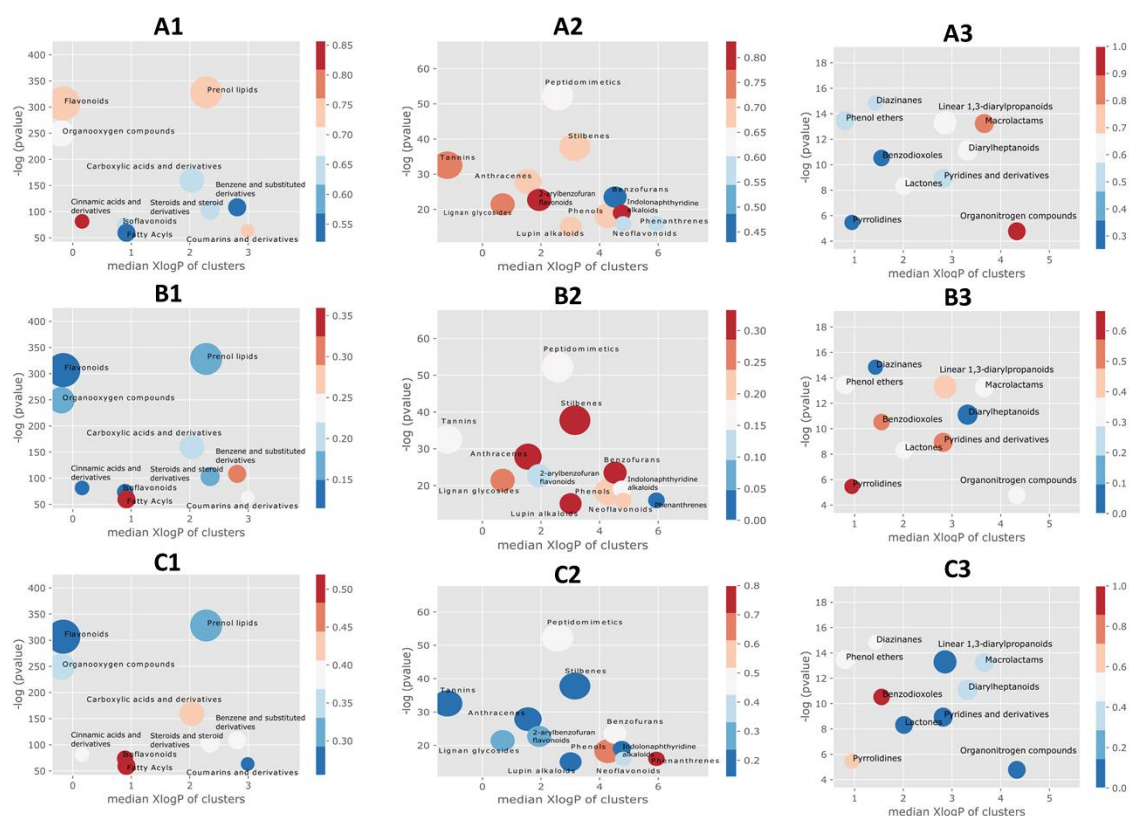 A1
A2
A3
400
350
300
250
200
150
100
50
Flavonoids
Prenol lipids
Organooxygen compounds
Carboxylic acids and derivatives
Benzene and substituted
derivatives
Cinnamic acids and
derivatives
Steroids and steroid
derivatives
Isoflavonoids
Fatty Acyls
Coumarins and derivatives
0 1 2 3
median XlogP of clusters
-log (pvalue)
0.85
0.80
0.75
0.70
0.65
0.60
0.55
60
50
40
30
20
Peptidomimetics
Stilbenes
Tannins
Anthracenes
2-arylbenzofuran
flavonoids
Benzofurans
Indolonaphthyridine
alkaloids
Lignan glycosides
Phenols
Phenanthrenes
Lupin alkaloids
Neoflavonoids
0 2 4 6
median XlogP of clusters
-log (pvalue)
0.80
0.75
0.70
0.65
0.60
0.55
0.50
0.45
18
16
14
12
10
8
6
4
Diazinanes
Phenol ethers
Linear 1,3-diarylpropanoids
Macrolactams
Benzodioxoles
Diarylheptanoids
Lactones
Pyridines and derivatives
Pyrrolidines
Organonitrogen compounds
1 2 3 4 5
median XlogP of clusters
-log (pvalue)
1.0
0.9
0.8
0.7
0.6
0.5
0.4
0.3
B1
B2
B3
400
350
300
250
200
150
100
50
Flavonoids
Prenol lipids
Organooxygen compounds
Carboxylic acids and derivatives
Benzene and substituted
derivatives
Cinnamic acids and
derivatives
Steroids and steroid
derivatives
Isoflavonoids
Fatty Acyls
Coumarins and derivatives
0 1 2 3
median XlogP of clusters
-log (pvalue)
0.35
0.30
0.25
0.20
0.15
60
50
40
30
20
Peptidomimetics
Stilbenes
Tannins
Anthracenes
2-arylbenzofuran
flavonoids
Benzofurans
Indolonaphthyridine
alkaloids
Lignan glycosides
Phenols
Phenanthrenes
Lupin alkaloids
Neoflavonoids
0 2 4 6
median XlogP of clusters
-log (pvalue)
0.30
0.25
0.20
0.15
0.10
0.05
0.00
18
16
14
12
10
8
6
4
Diazinanes
Phenol ethers
Linear 1,3-diarylpropanoids
Macrolactams
Benzodioxoles
Diarylheptanoids
Lactones
Pyridines and derivatives
Pyrrolidines
Organonitrogen compounds
1 2 3 4 5
median XlogP of clusters
-log (pvalue)
0.6
0.5
0.4
0.3
0.2
0.1
0.0
C1
C2
C3
400
350
300
250
200
150
100
50
Flavonoids
Prenol lipids
Organooxygen compounds
Carboxylic acids and derivatives
Benzene and substituted
derivatives
Cinnamic acids and
derivatives
Steroids and steroid
derivatives
Isoflavonoids
Fatty Acyls
Coumarins and derivatives
0 1 2 3
median XlogP of clusters
-log (pvalue)
0.50
0.45
0.40
0.35
0.30
60
50
40
30
20
Peptidomimetics
Stilbenes
Tannins
Anthracenes
2-arylbenzofuran
flavonoids
Benzofurans
Indolonaphthyridine
alkaloids
Lignan glycosides
Phenols
Phenanthrenes
Lupin alkaloids
Neoflavonoids
0 2 4 6
median XlogP of clusters
-log (pvalue)
0.8
0.7
0.6
0.5
0.4
0.3
0.2
18
16
14
12
10
8
6
4
Diazinanes
Phenol ethers
Linear 1,3-diarylpropanoids
Macrolactams
Benzodioxoles
Diarylheptanoids
Lactones
Pyridines and derivatives
Pyrrolidines
Organonitrogen compounds
1 2 3 4 5
median XlogP of clusters
-log (pvalue)
1.0
0.8
0.6
0.4
0.2
0.0